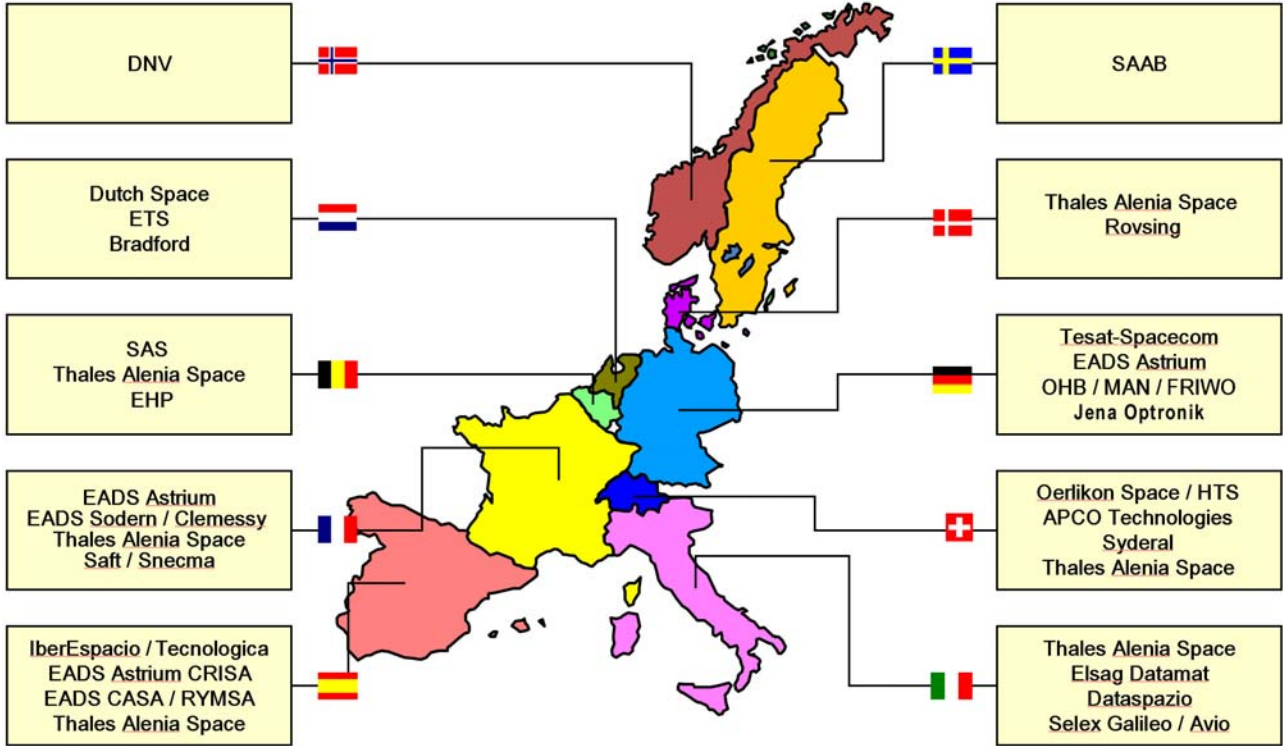 DNV
Dutch Space
ETS
Bradford
SAS
Thales Alenia Space
EHP
EADS Astrium
EADS Sodern / Clemessy
Thales Alenia Space
Saft / Snecma
IberEspacio / Tecnologica
EADS Astrium CRISA
EADS CASA / RYMSA
Thales Alenia Space
SAAB
Thales Alenia Space
Rovsing
Tesat-Spacecom
EADS Astrium
OHB / MAN / FRIWO
Jena Optronik
Oerlikon Space / HTS
APCO Technologies
Syderal
Thales Alenia Space
Thales Alenia Space
Elsag Datamat
Dataspazio
Selex Galileo / Avio